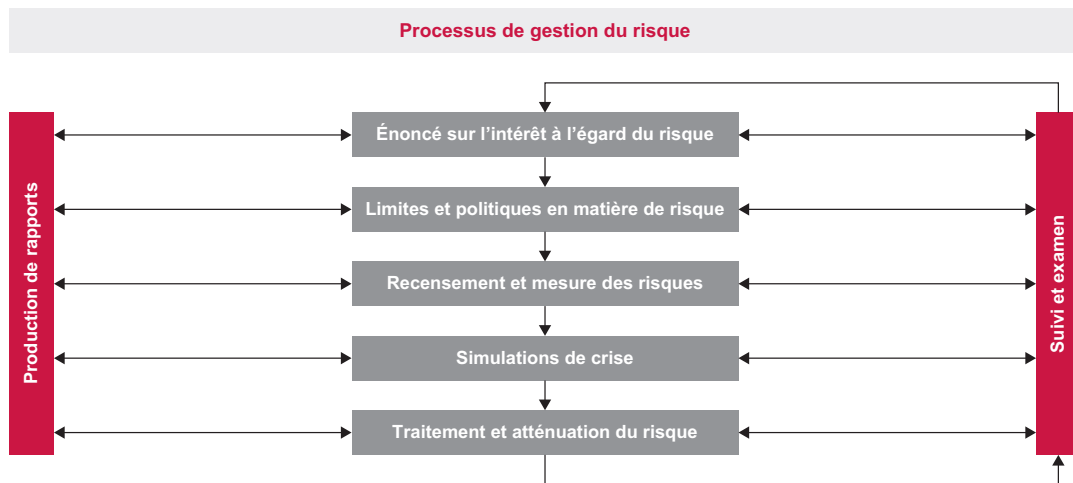 Processus de gestion du risque
Énoncé sur l'intérêt à l'égard du risque
Limites et politiques en matière de risque
Recensement et mesure des risques
Simulations de crise
Traitement et atténuation du risque
Production de rapports
Suivi et examen